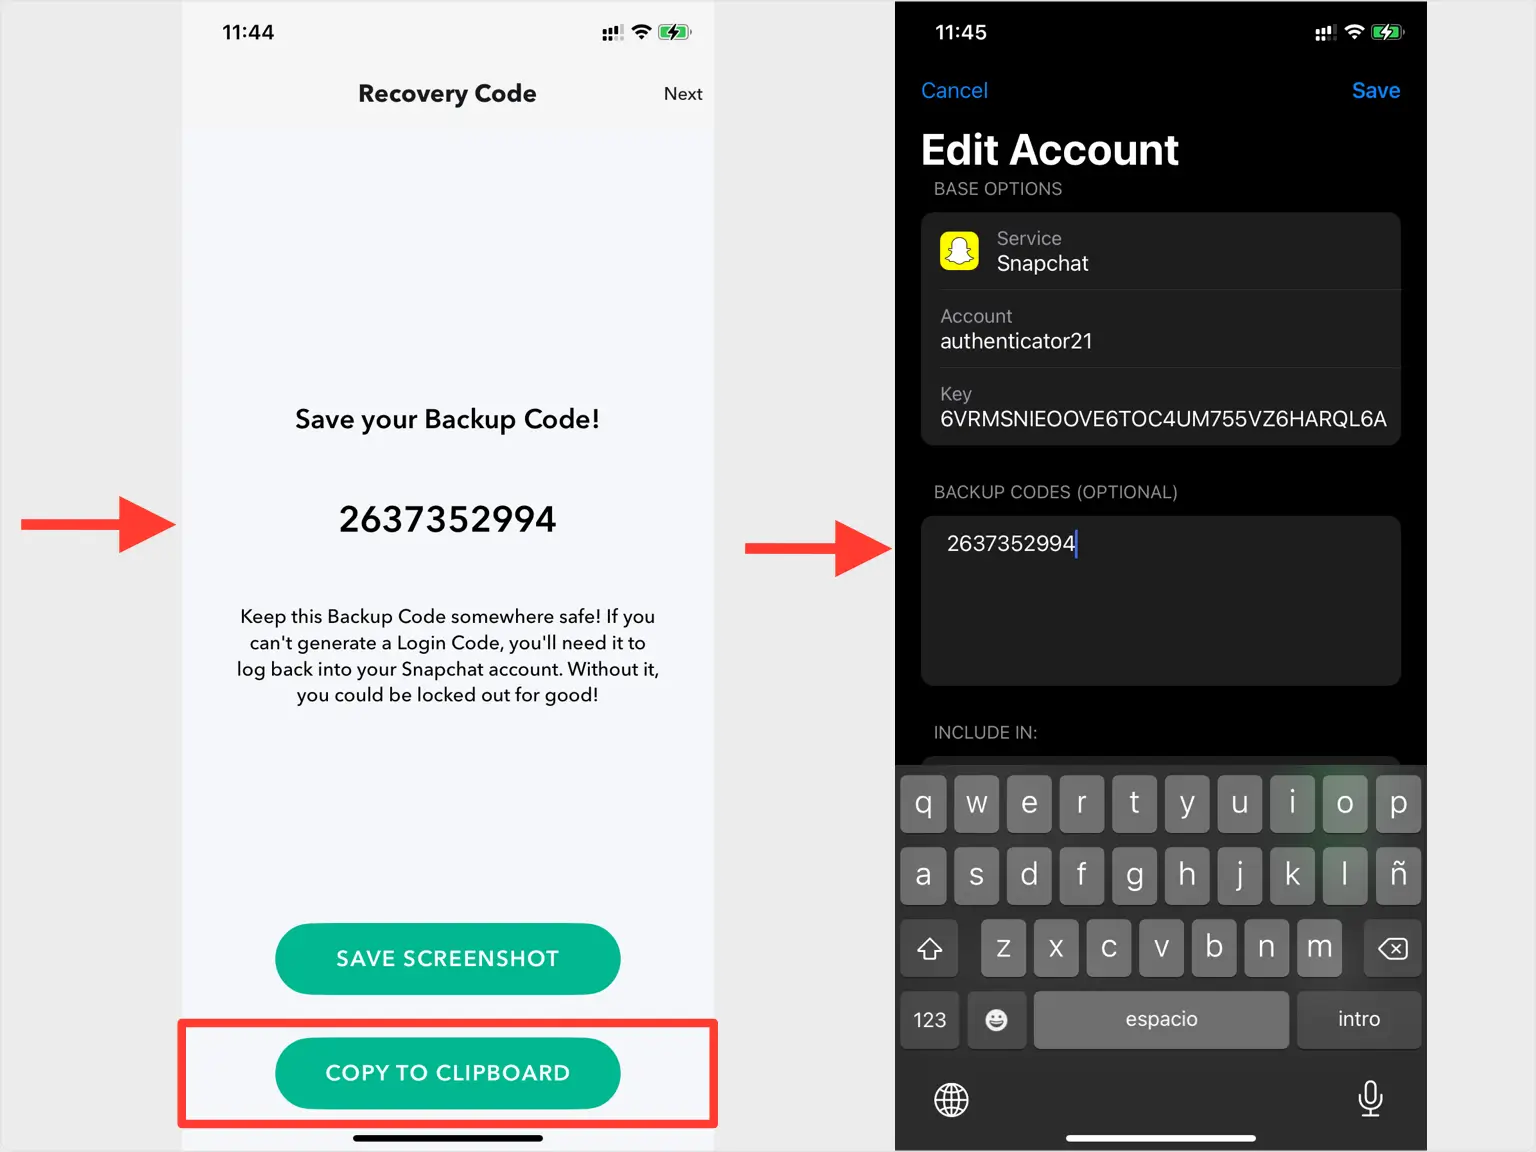 11:44
Recovery Code
Next
Save your Backup Code!
2637352994
Keep this Backup Code somewhere safe! If you
can't generate a Login Code, you'll need it to
log back into your Snapchat account. Without it,
you could be locked out for good!
SAVE SCREENSHOT
COPY TO CLIPBOARD
11:45
Cancel
Save
Edit Account
BASE OPTIONS
Service
Snapchat
Account
authenticator21
Key
6VRMSNIEOOVE6TOC4UM755VZ6HARQL6A
BACKUP CODES (OPTIONAL)
2637352994
INCLUDE IN:
q w e r t y u i o p
a s d f g h j k l ñ
z x c v b n m
123 espacio intro